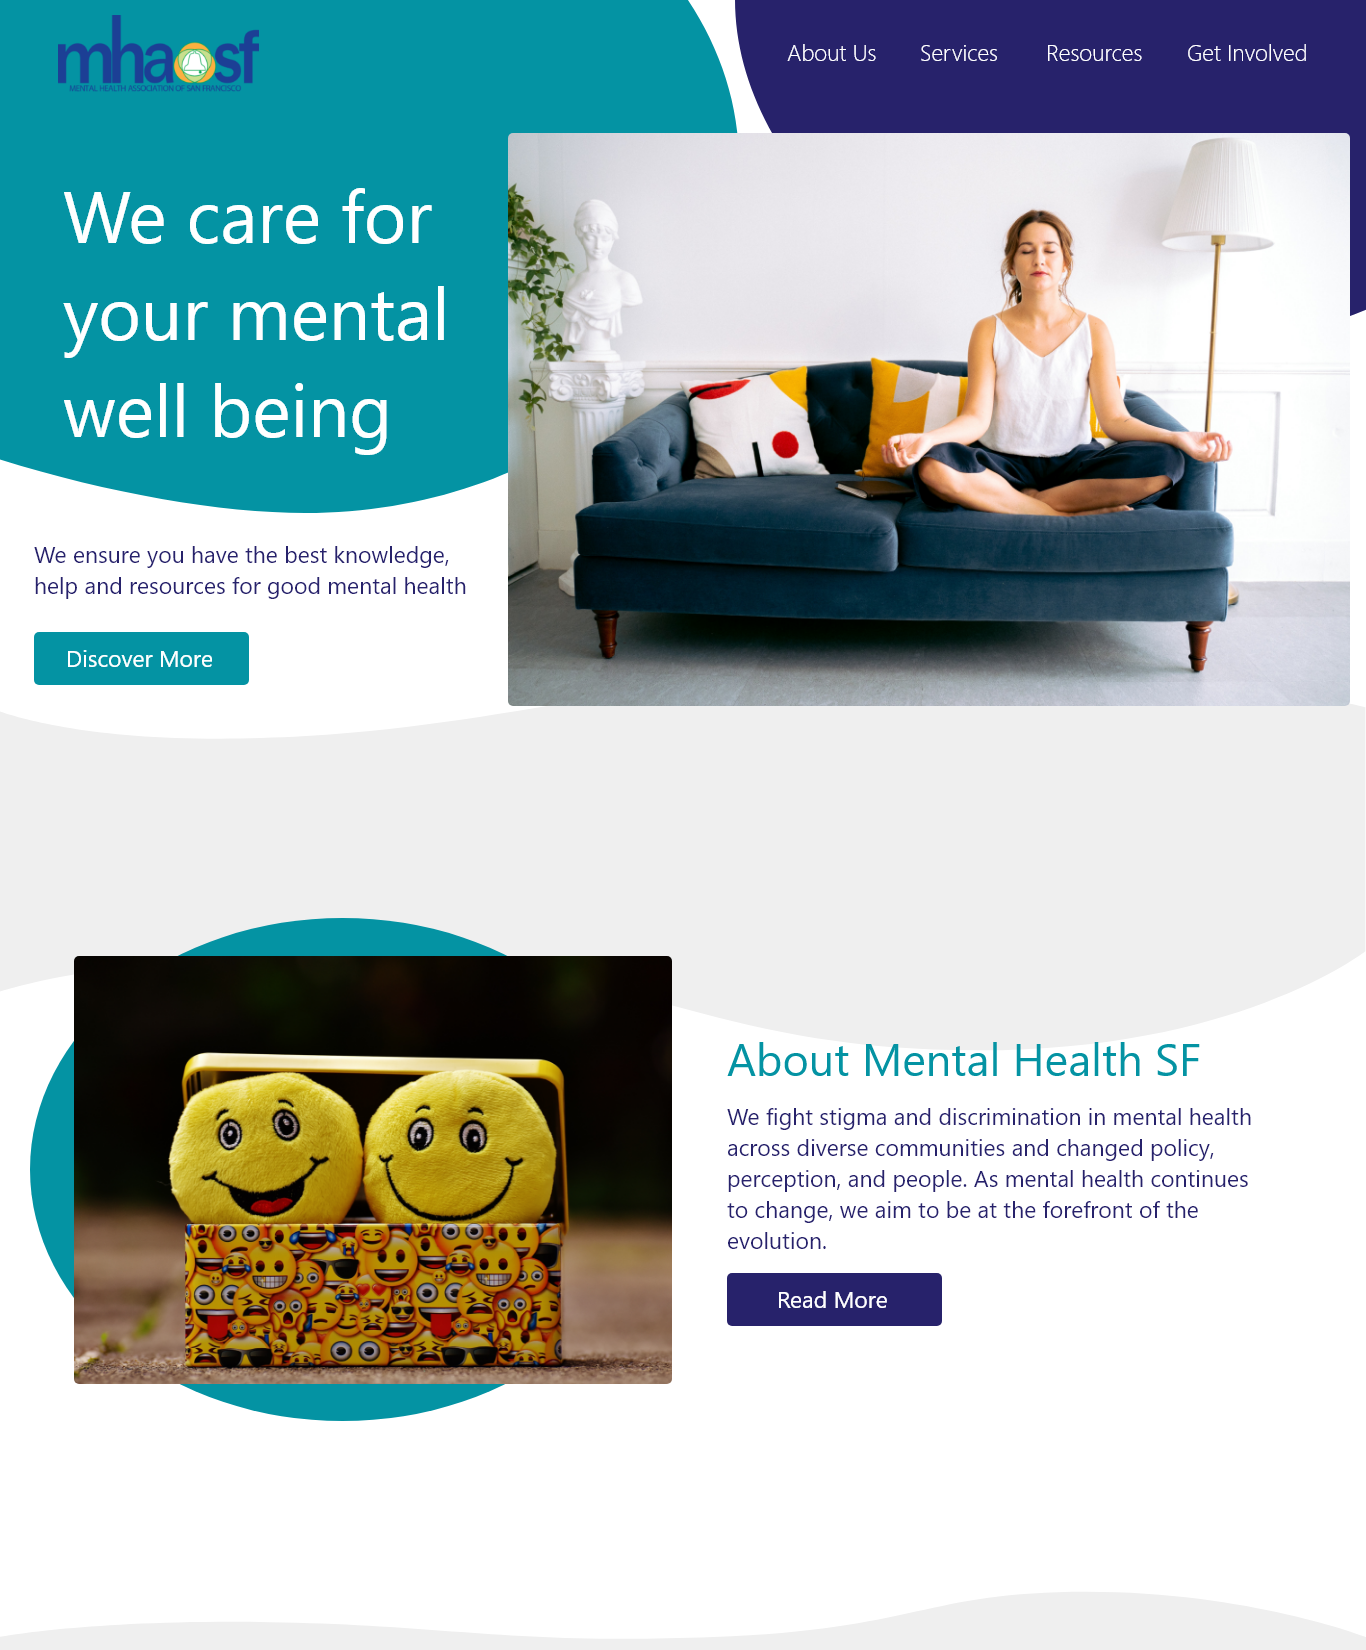 mhaosf
MENTAL HEALTH ASSOCIATION OF SAN FRANCISCO
About Us
Services
Resources
Get Involved
We care for
your mental
well being
We ensure you have the best knowledge,
help and resources for good mental health
Discover More
About Mental Health SF
We fight stigma and discrimination in mental health
across diverse communities and changed policy,
perception, and people. As mental health continues
to change, we aim to be at the forefront of the
evolution.
Read More